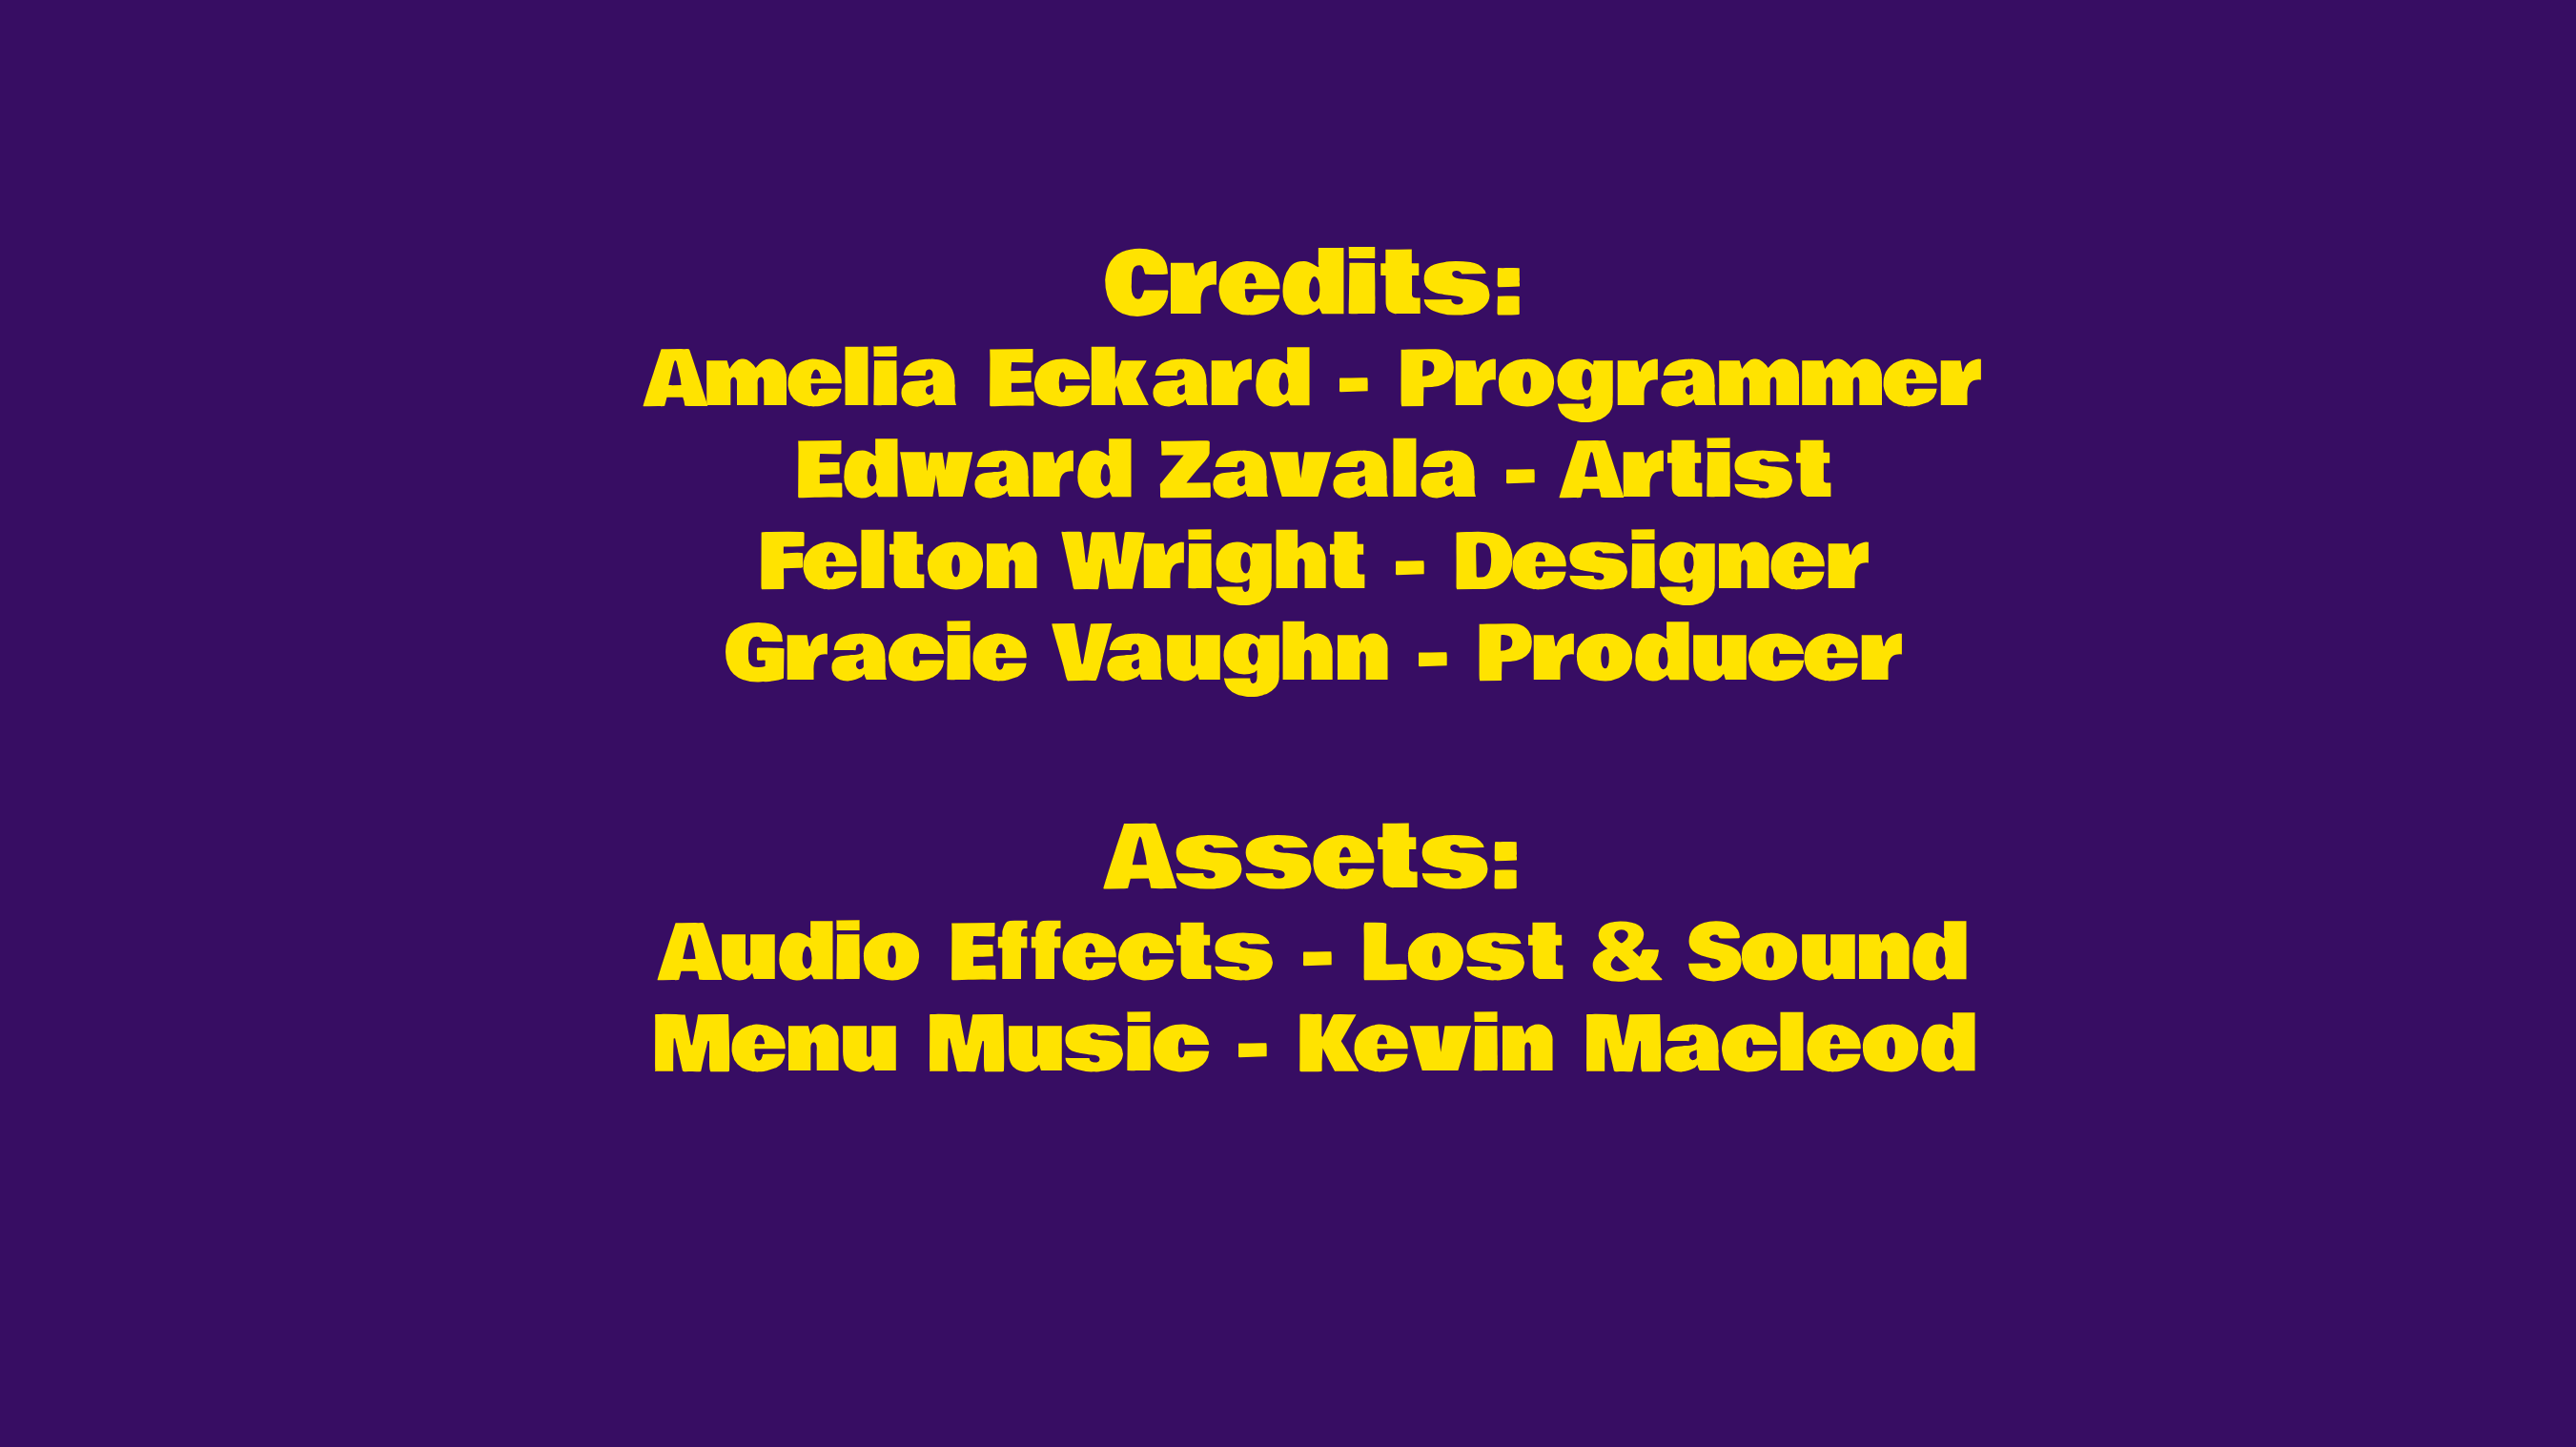 Credits:
Amelia Eckard - Programmer
Edward Zavala - Artist
Felton Wright - Designer
Gracie Vaughn - Producer
Assets:
Audio Effects - Lost & Sound
Menu Music - Kevin Macleod